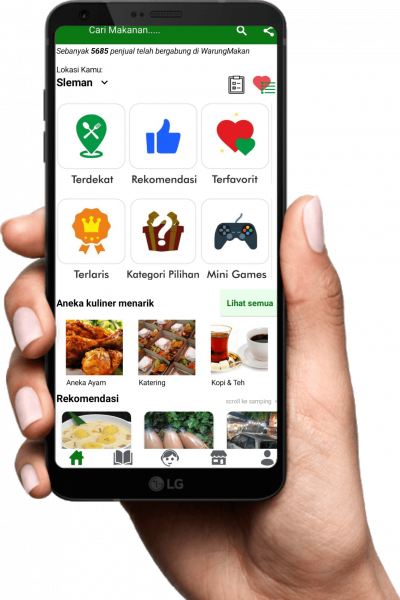 Cari Makanan.....
Sebanyak 5685 penjual telah bergabung di WarungMakan
Lokasi Kamu:
Sleman
Terdekat Rekomendasi Terfavorit
Terlaris Kategori Pilihan Mini Games
Aneka kuliner menarik Lihat semua
Aneka Ayam Katering Kopi & Teh
Rekomendasi scroll ke samping
LG